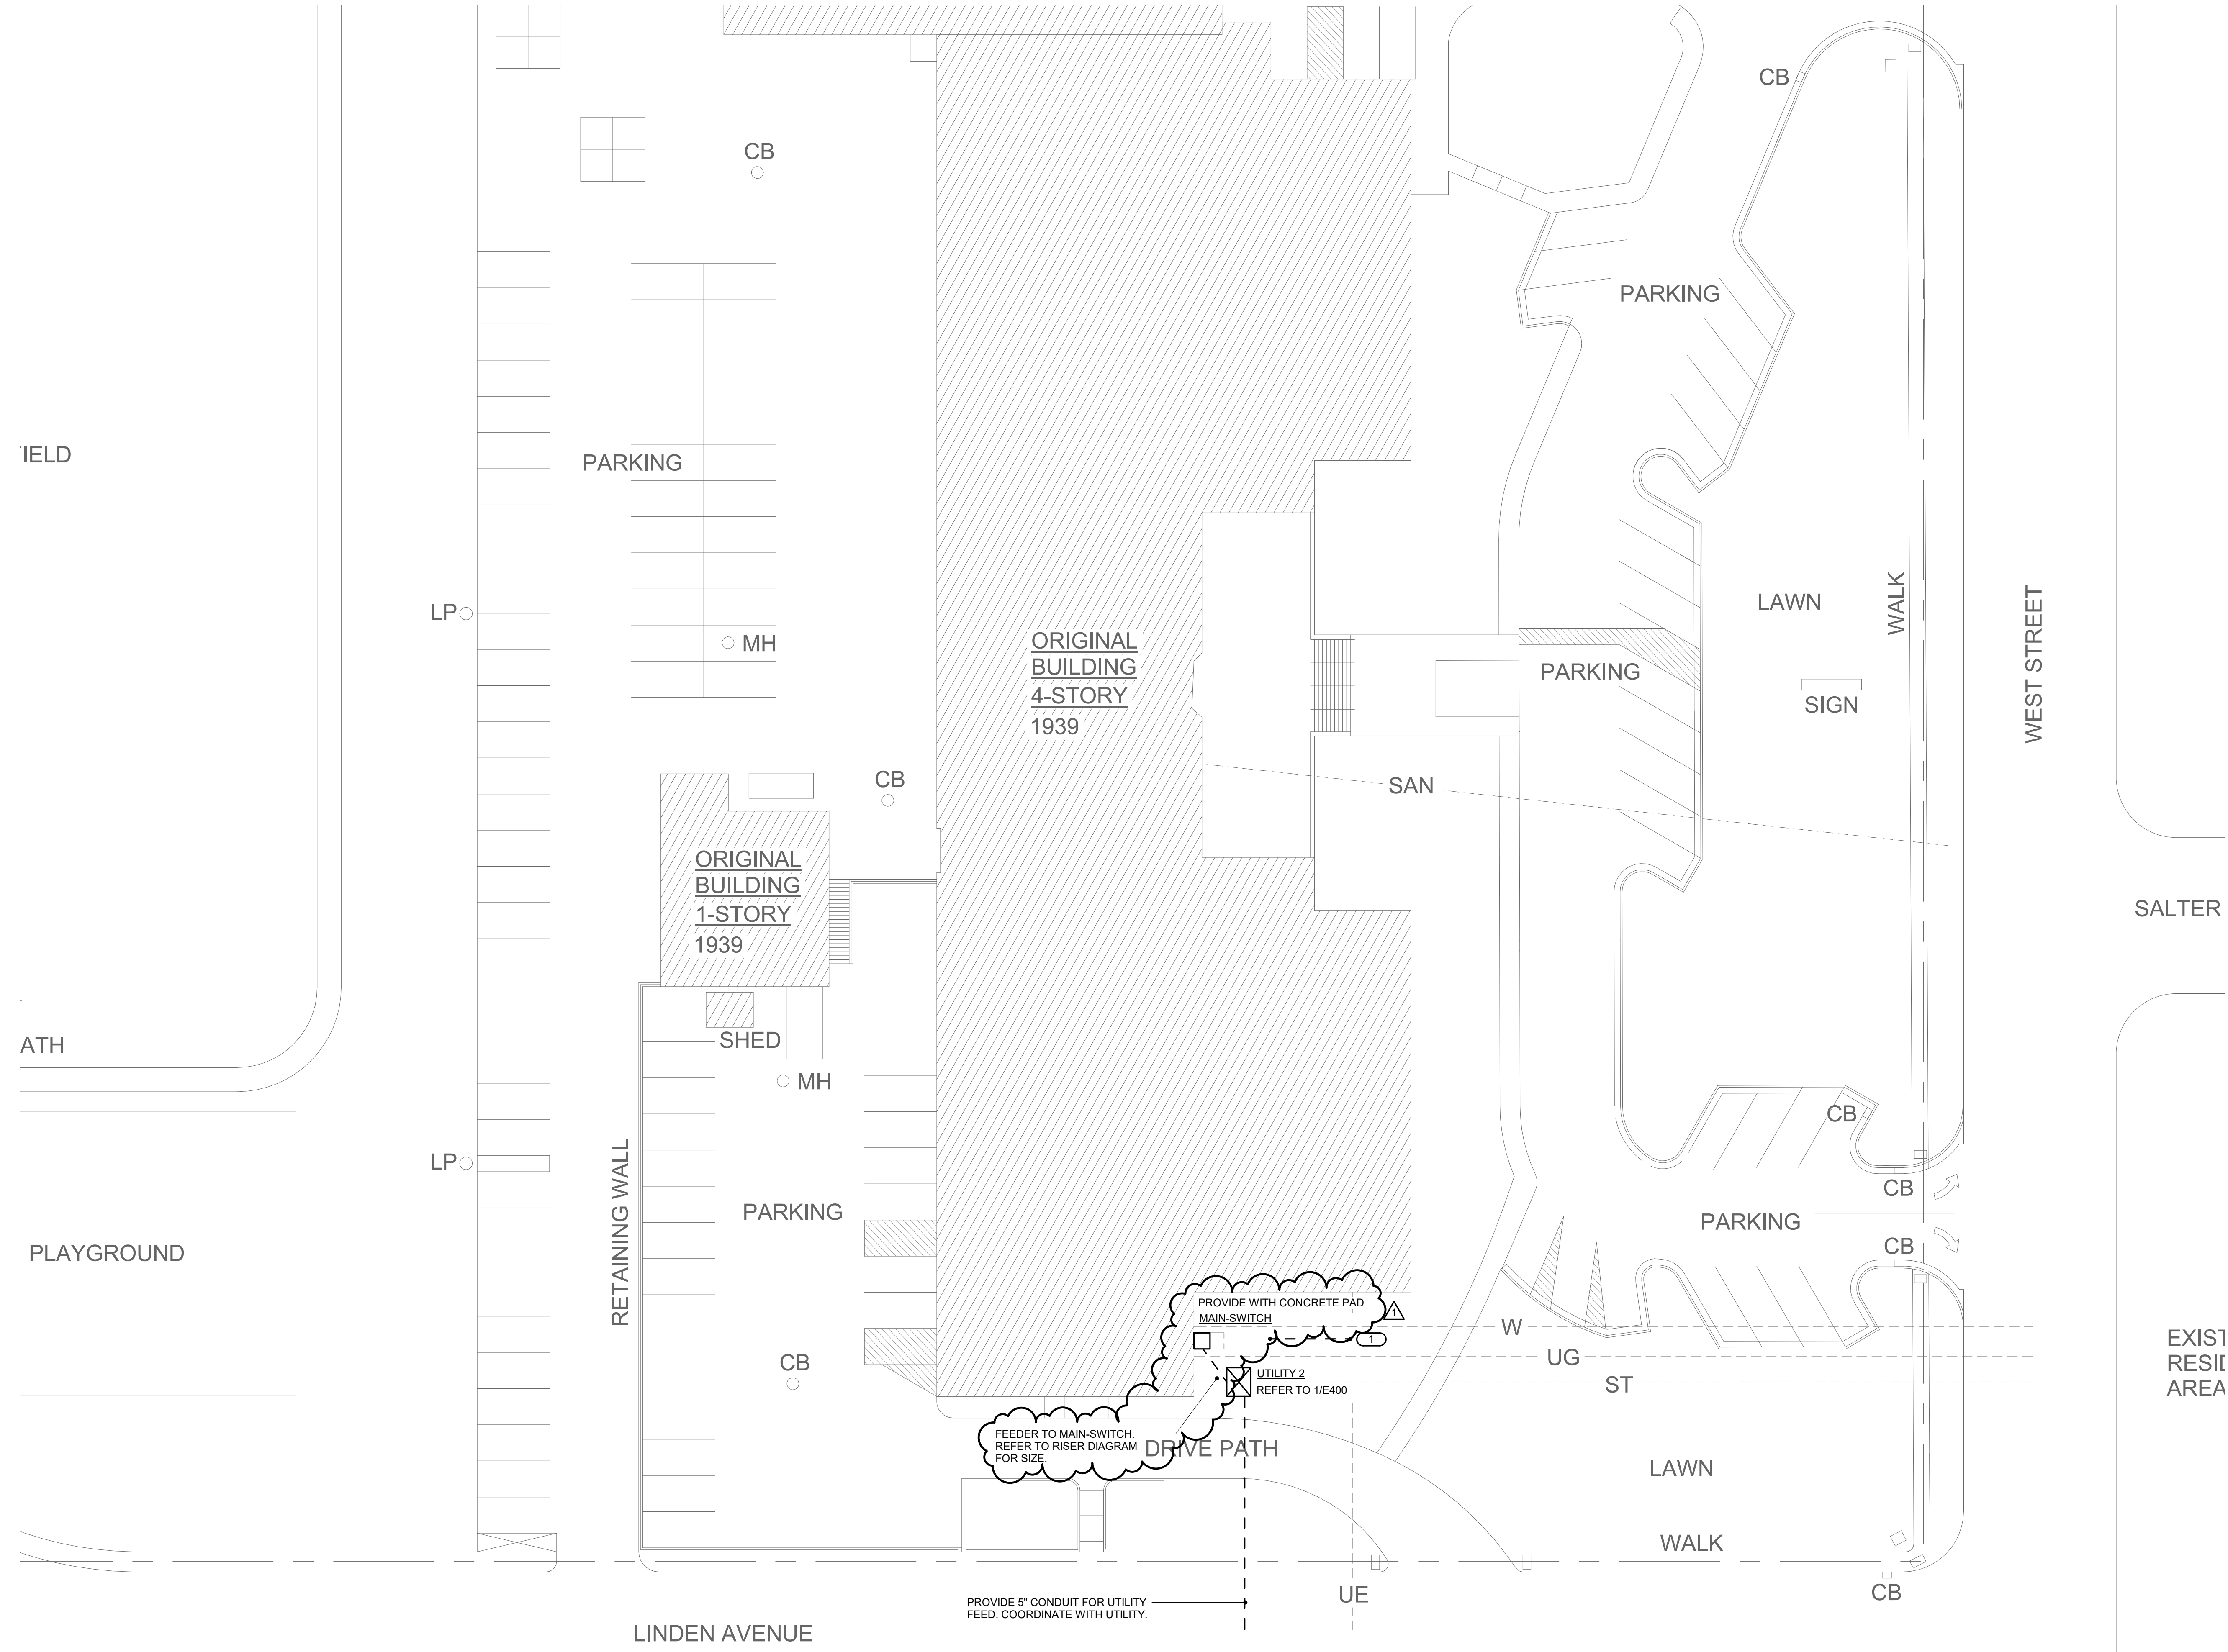 CB
CB
PARKING
'IELD
PARKING
LP
MH
ORIGINAL
BUILDING
4-STORY
1939
LAWN
WALK
WEST STREET
PARKING
SIGN
SAN
CB
ORIGINAL
BUILDING
1-STORY
1939
SALTER
SHED
ATH
MH
CB
LP
RETAINING WALL
PARKING
CB
PARKING
CB
PLAYGROUND
PROVIDE WITH CONCRETE PAD
MAIN-SWITCH
1
1
W
UG
ST
EXIST
RESID
AREA
CB
UTILITY 2
REFER TO 1/E400
FEEDER TO MAIN-SWITCH.
REFER TO RISER DIAGRAM
FOR SIZE.
DRIVE PATH
LAWN
WALK
UE
CB
PROVIDE 5" CONDUIT FOR UTILITY
FEED. COORDINATE WITH UTILITY.
LINDEN AVENUE